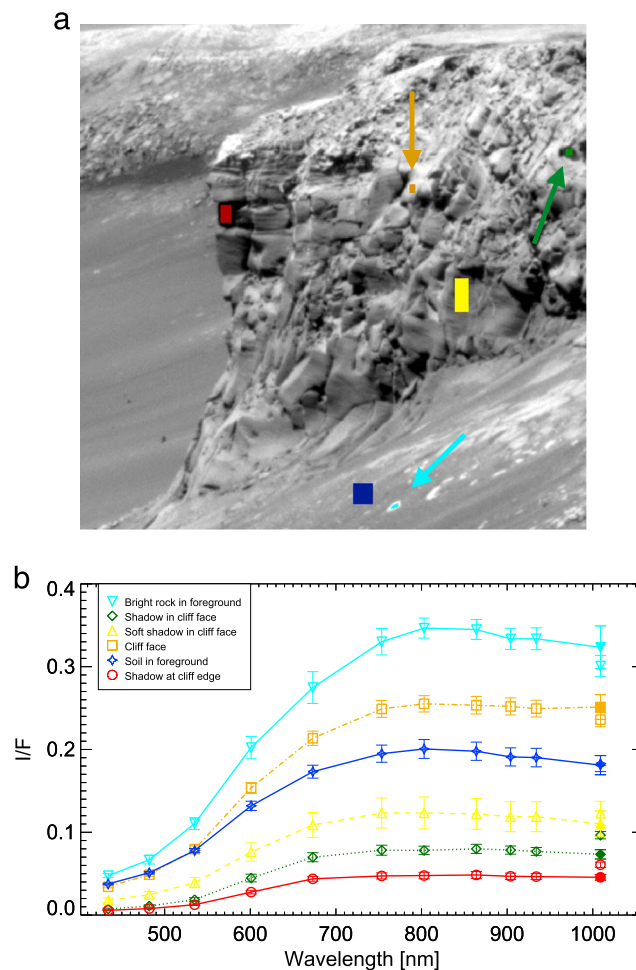 a
b
0.4
0.3
0.2
0.1
0.0
I/F
Bright rock in foreground
Shadow in cliff face
Soft shadow in cliff face
Cliff face
Soil in foreground
Shadow at cliff edge
500 600 700 800 900 1000
Wavelength [nm]